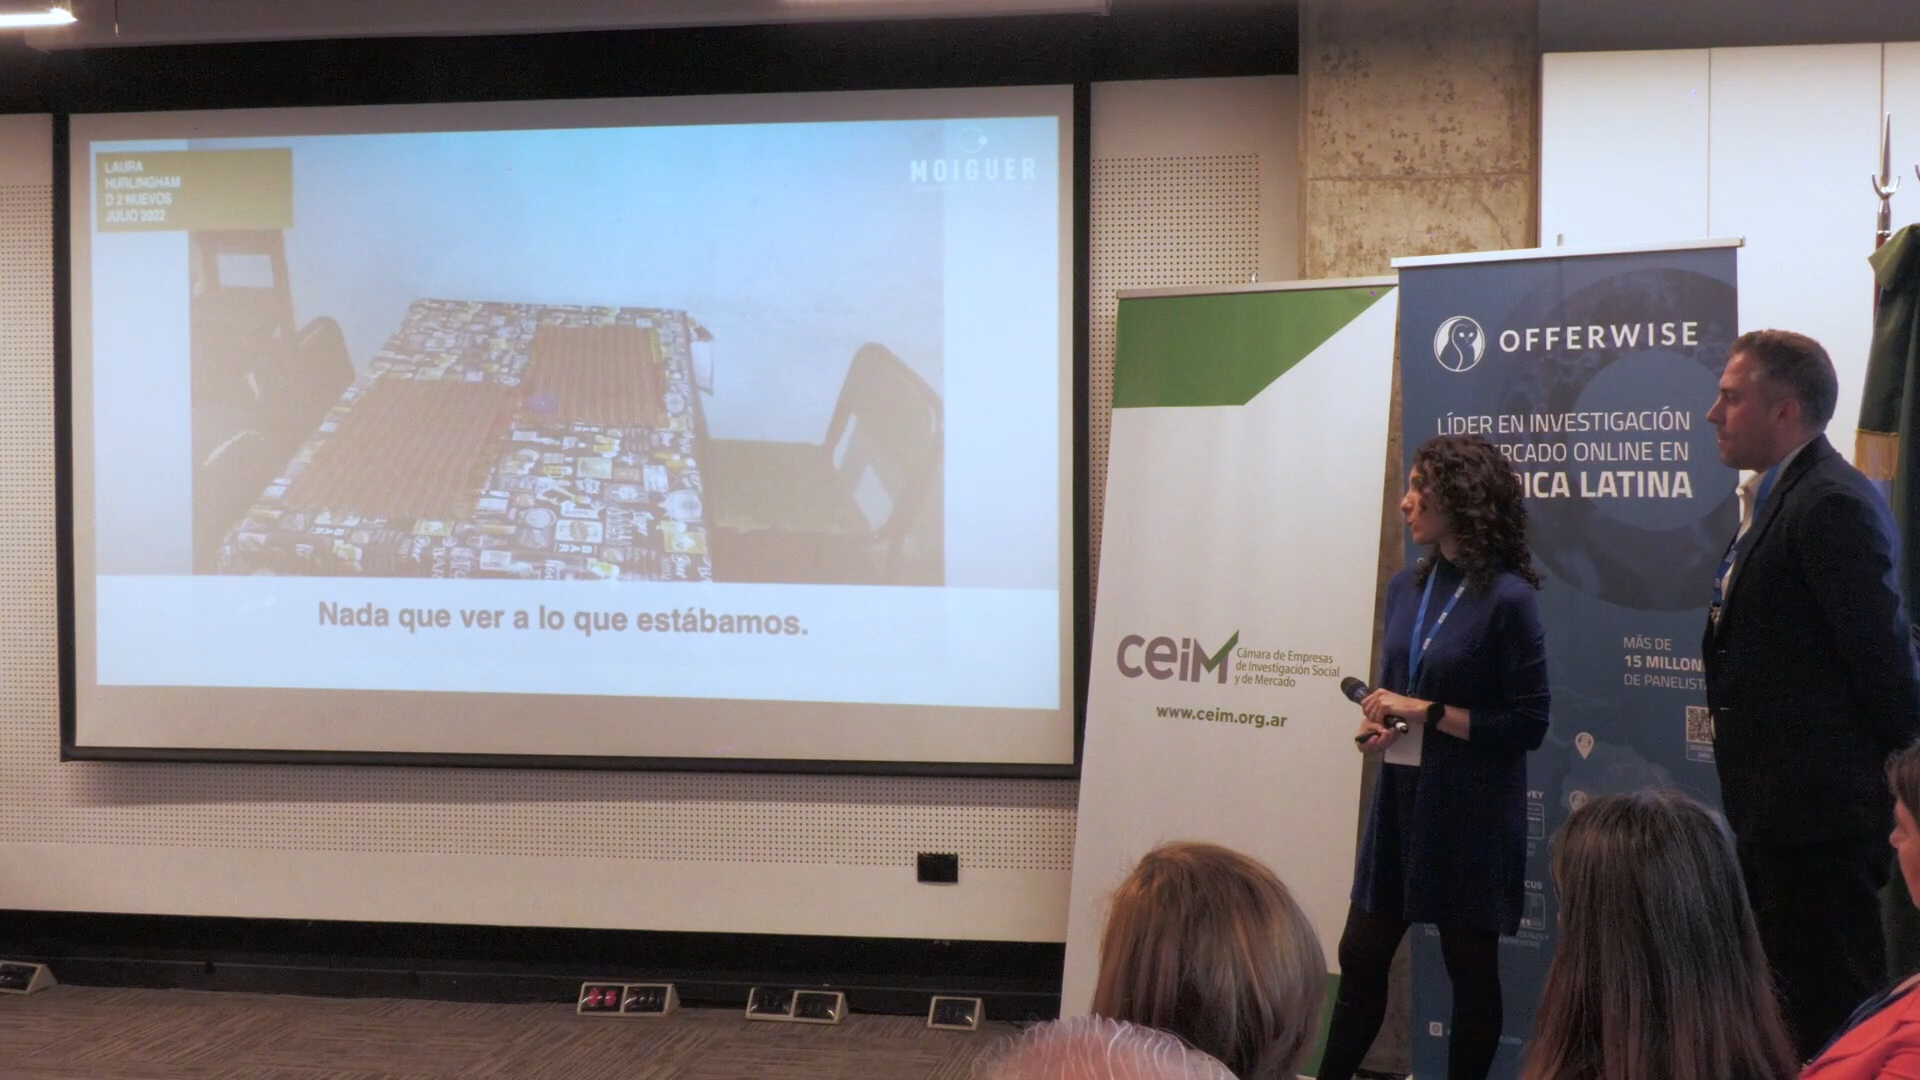 LAURA
HURLINGHAM
D 2 NUEVOS
JULIO 2022
MOIGUER
Nada que ver a lo que estábamos.
ceiM
Cámara de Empresas
de Investigación Social
y de Mercado
www.ceim.org.ar
OFFERWISE
LÍDER EN INVESTIGACIÓN
RCADO ONLINE EN
RICA LATINA
MÁS DE
15 MILLON
DE PANELIST